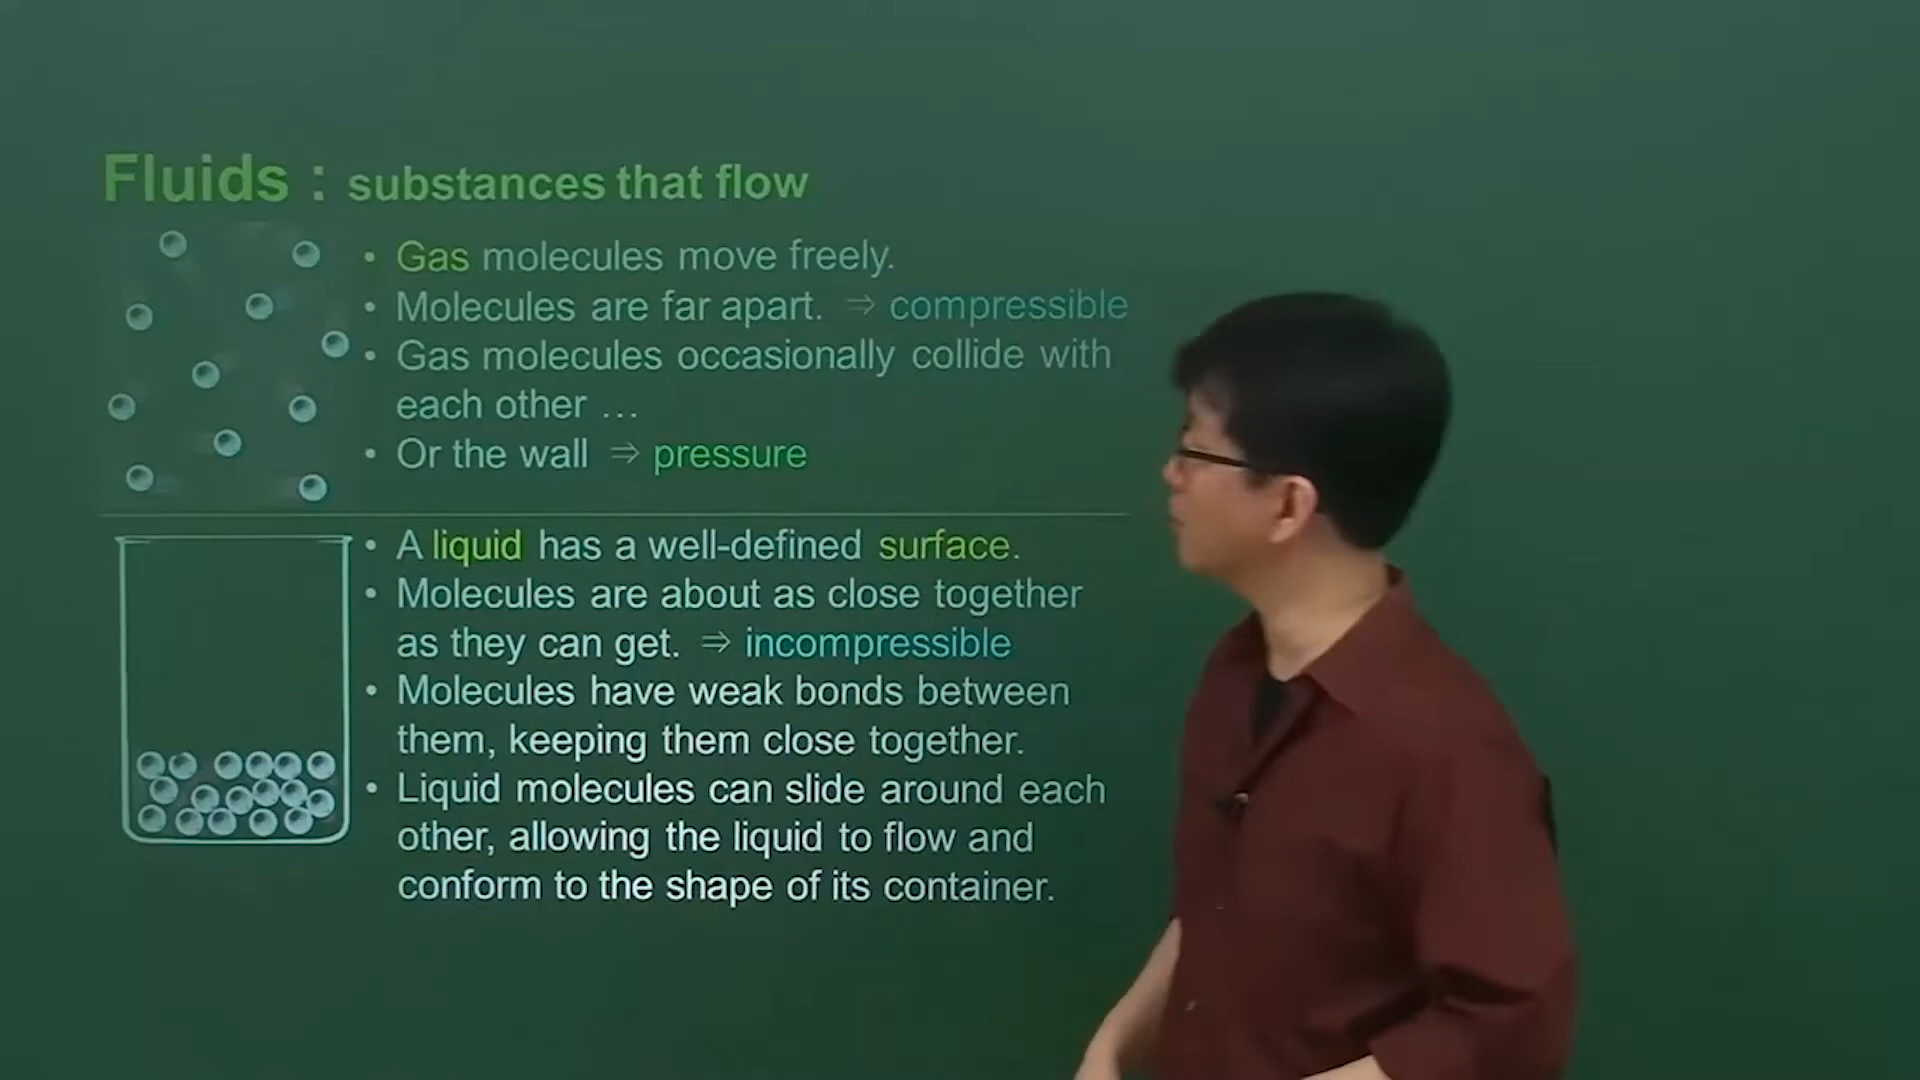 Fluids : substances that flow
• Gas molecules move freely.
• Molecules are far apart. ⇒ compressible
• Gas molecules occasionally collide with
each other …
• Or the wall ⇒ pressure
• A liquid has a well-defined surface.
• Molecules are about as close together
as they can get. ⇒ incompressible
• Molecules have weak bonds between
them, keeping them close together.
• Liquid molecules can slide around each
other, allowing the liquid to flow and
conform to the shape of its container.